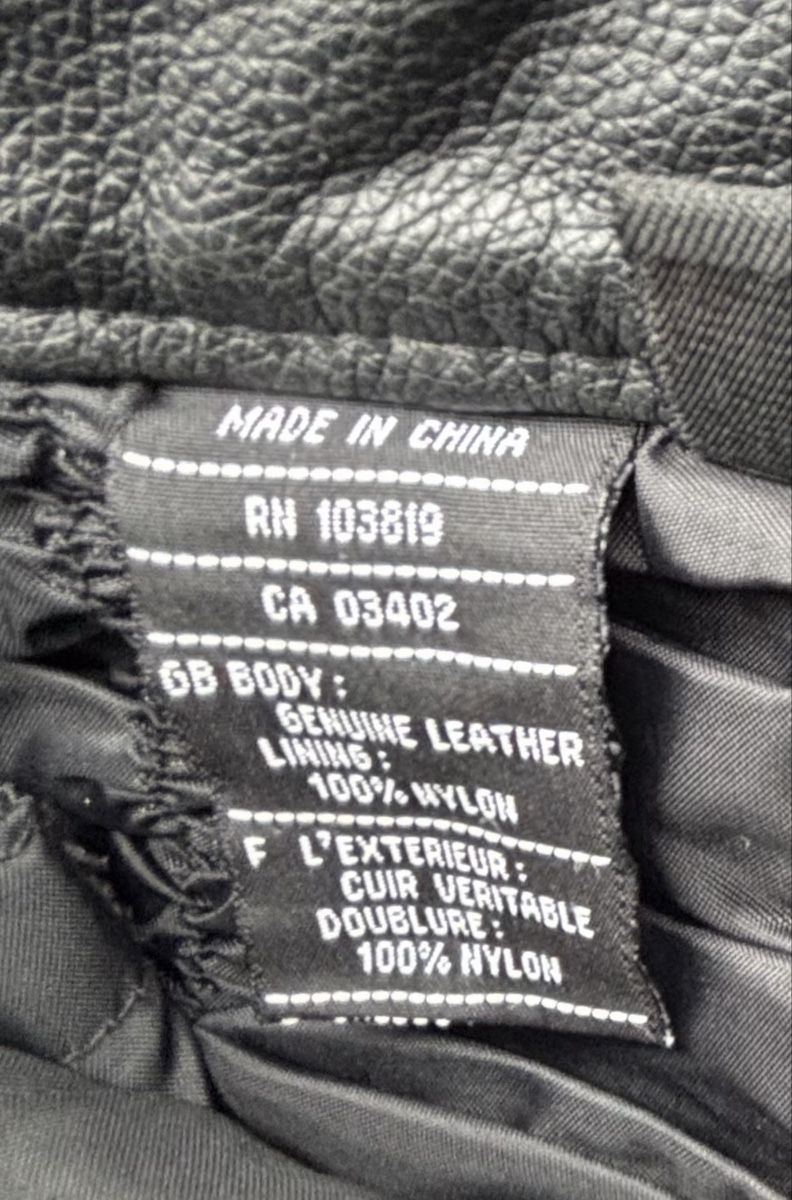 MADE IN CHINA
RN 103819
CA 03402
GB BODY:
GENUINE LEATHER
LINING:
100% NYLON
F L'EXTERIEUR:
CUIR VERITABLE
DOUBLURE:
100% NYLON